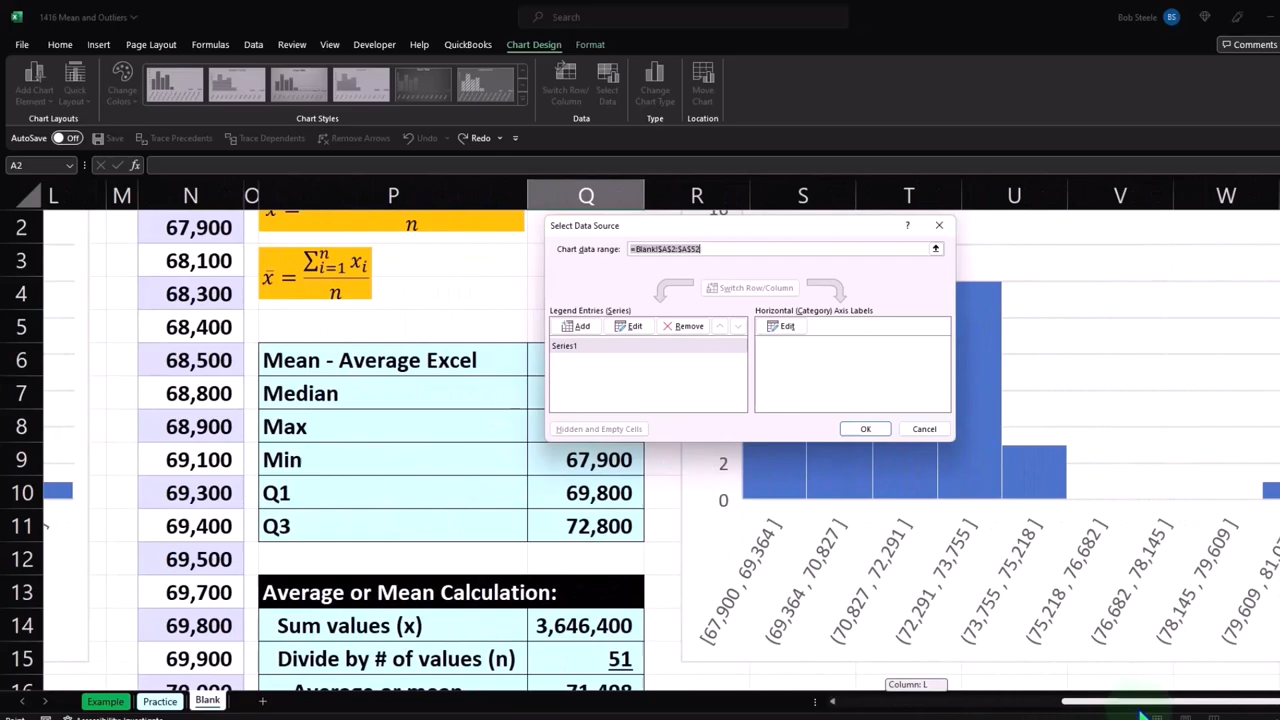 1416 Mean and Outliers
Search
Bob Steele BS
File Home Insert Page Layout Formulas Data Review View Developer Help QuickBooks Chart Design Format Comments
Add Chart Element Quick Layout Change Colors Switch Row/Column Select Data Change Chart Type Move Chart
Chart Layouts Chart Styles Data Type Location
AutoSave Off Save Trace Precedents Trace Dependents Remove Arrows Undo Redo
A2 fx
L M N O P Q R S T U V W
2 67,900 n
3 68,100 x̄ = ∑ⁿᵢ₌₁ xᵢ
4 68,300 n
5 68,400
6 68,500 Mean - Average Excel
7 68,800 Median
8 68,900 Max
9 69,100 Min 67,900
10 69,300 Q1 69,800
11 69,400 Q3 72,800
12 69,500
13 69,700 Average or Mean Calculation:
14 69,800 Sum values (x) 3,646,400
15 69,900 Divide by # of values (n) 51
Select Data Source ?
Chart data range: =Blank!$A$2:$A$52
Switch Row/Column
Legend Entries (Series) Horizontal (Category) Axis Labels
Add Edit Remove Edit
Series1
Hidden and Empty Cells OK Cancel
2
0
[67,900 , 69,364 ]
(69,364 , 70,827 ]
(70,827 , 72,291 ]
(72,291 , 73,755 ]
(73,755 , 75,218 ]
(75,218 , 76,682 ]
(76,682 , 78,145 ]
(78,145 , 79,609 ]
Column: L
Example Practice Blank